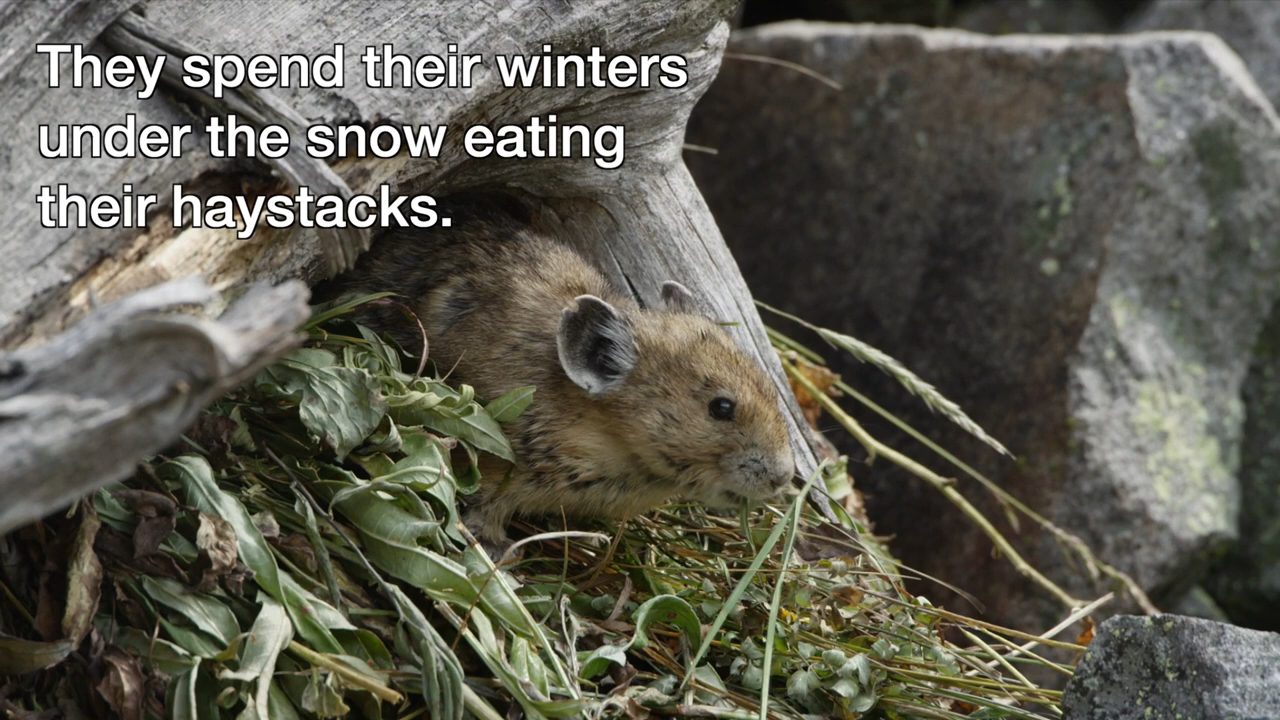 They spend their winters
under the snow eating
their haystacks.